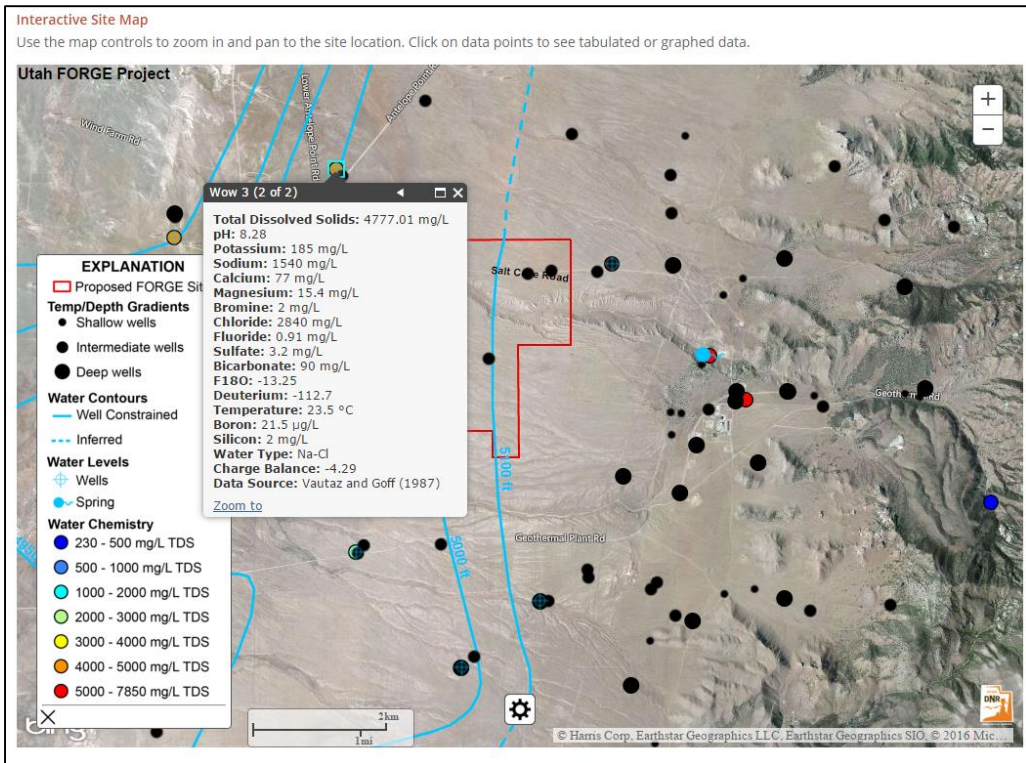 Interactive Site Map
Use the map controls to zoom in and pan to the site location. Click on data points to see tabulated or graphed data.
Utah FORGE Project
Wind Farm Rd
Lower Antelope Point Rd
Antelope Point Rd
+
−
Wow 3 (2 of 2)
Total Dissolved Solids: 4777.01 mg/L
pH: 8.28
Potassium: 185 mg/L
Sodium: 1540 mg/L
Calcium: 77 mg/L
Magnesium: 15.4 mg/L
Bromine: 2 mg/L
Chloride: 2840 mg/L
Fluoride: 0.91 mg/L
Sulfate: 3.2 mg/L
Bicarbonate: 90 mg/L
F18O: -13.25
Deuterium: -112.7
Temperature: 23.5 °C
Boron: 21.5 µg/L
Silicon: 2 mg/L
Water Type: Na-Cl
Charge Balance: -4.29
Data Source: Vautaz and Goff (1987)
Zoom to
EXPLANATION
Proposed FORGE Sit
Temp/Depth Gradients
Shallow wells
Intermediate wells
Deep wells
Water Contours
Well Constrained
Inferred
Water Levels
Wells
Spring
Water Chemistry
230 - 500 mg/L TDS
500 - 1000 mg/L TDS
1000 - 2000 mg/L TDS
2000 - 3000 mg/L TDS
3000 - 4000 mg/L TDS
4000 - 5000 mg/L TDS
5000 - 7850 mg/L TDS
Salt Cove Road
Geothermal Rd
5100 ft
5000 ft
Geothermal Plant Rd
2km
1mi
DNR
© Harris Corp, Earthstar Geographics LLC, Earthstar Geographics SIO, © 2016 Mic...